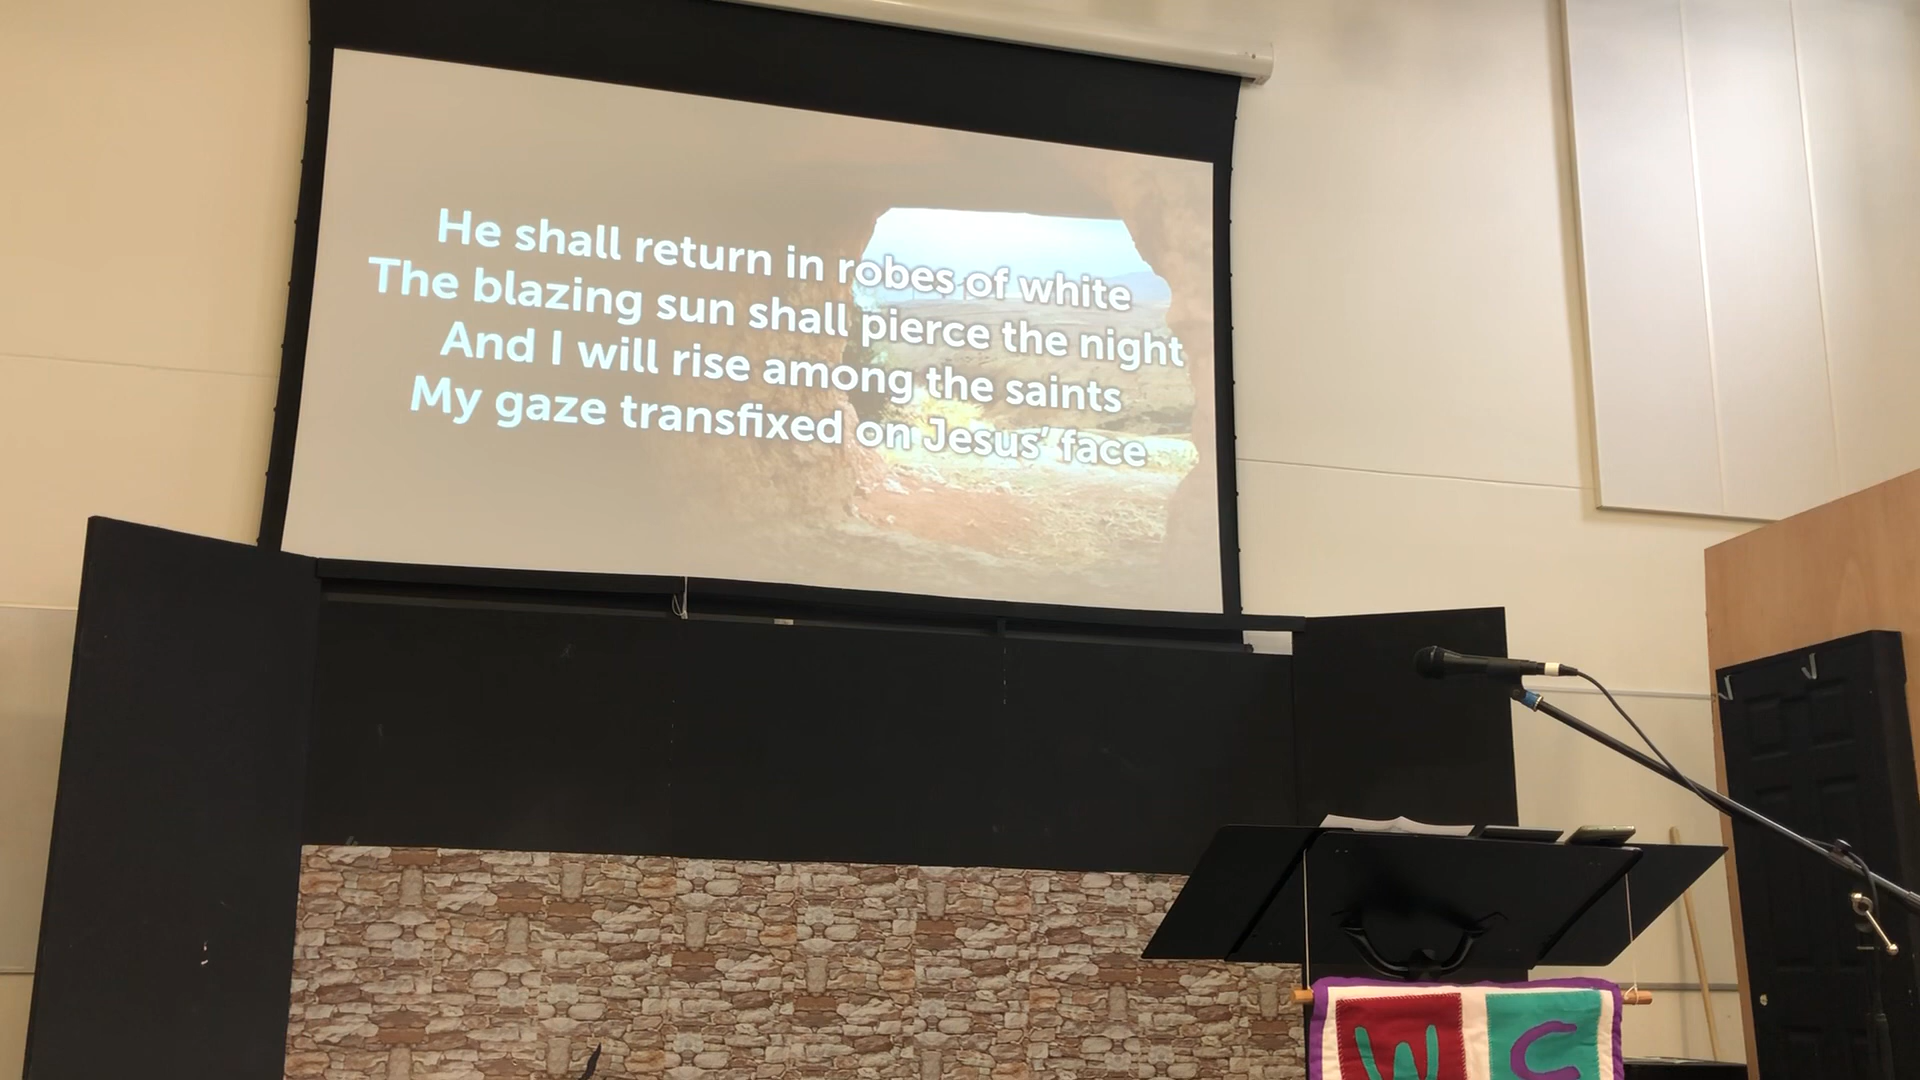 He shall return in robes of white
The blazing sun shall pierce the night
And I will rise among the saints
My gaze transfixed on Jesus' face
W C